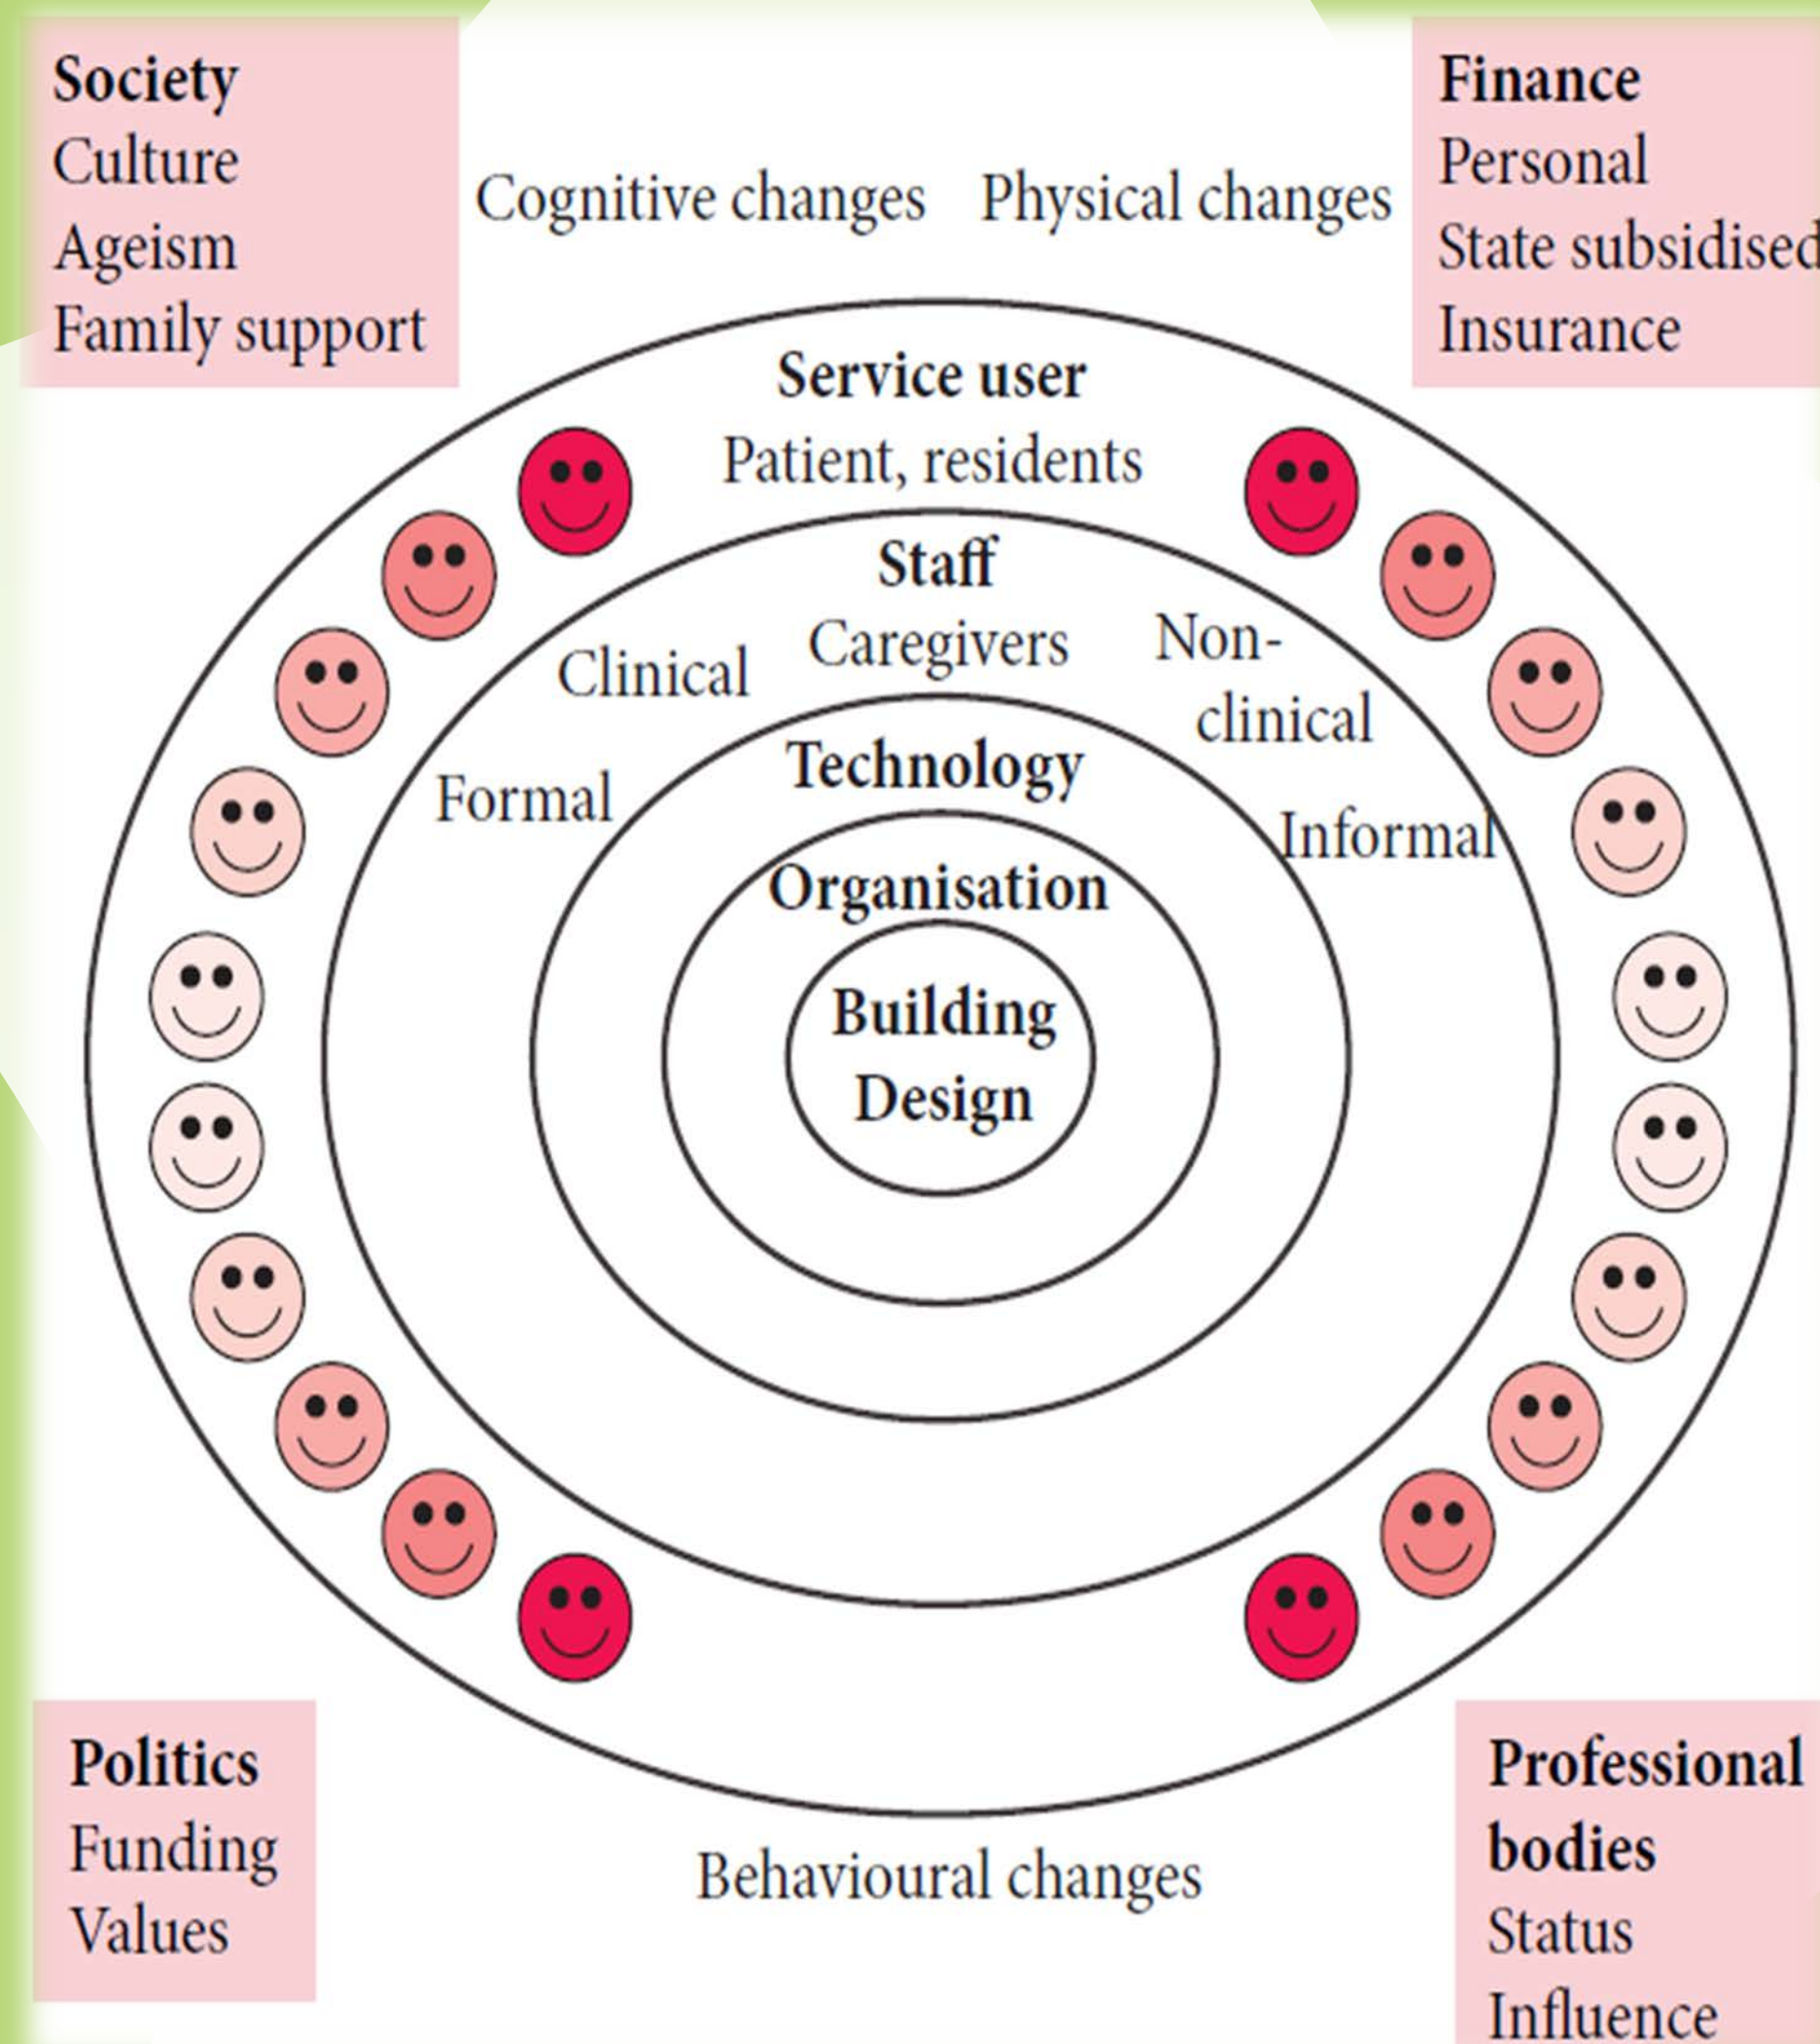 Society
Culture
Ageism
Family support
Cognitive changes
Physical changes
Finance
Personal
State subsidised
Insurance
Service user
Patient, residents
Staff
Caregivers
Clinical
Non-
clinical
Formal
Informal
Technology
Organisation
Building
Design
Behavioural changes
Politics
Funding
Values
Professional
bodies
Status
Influence